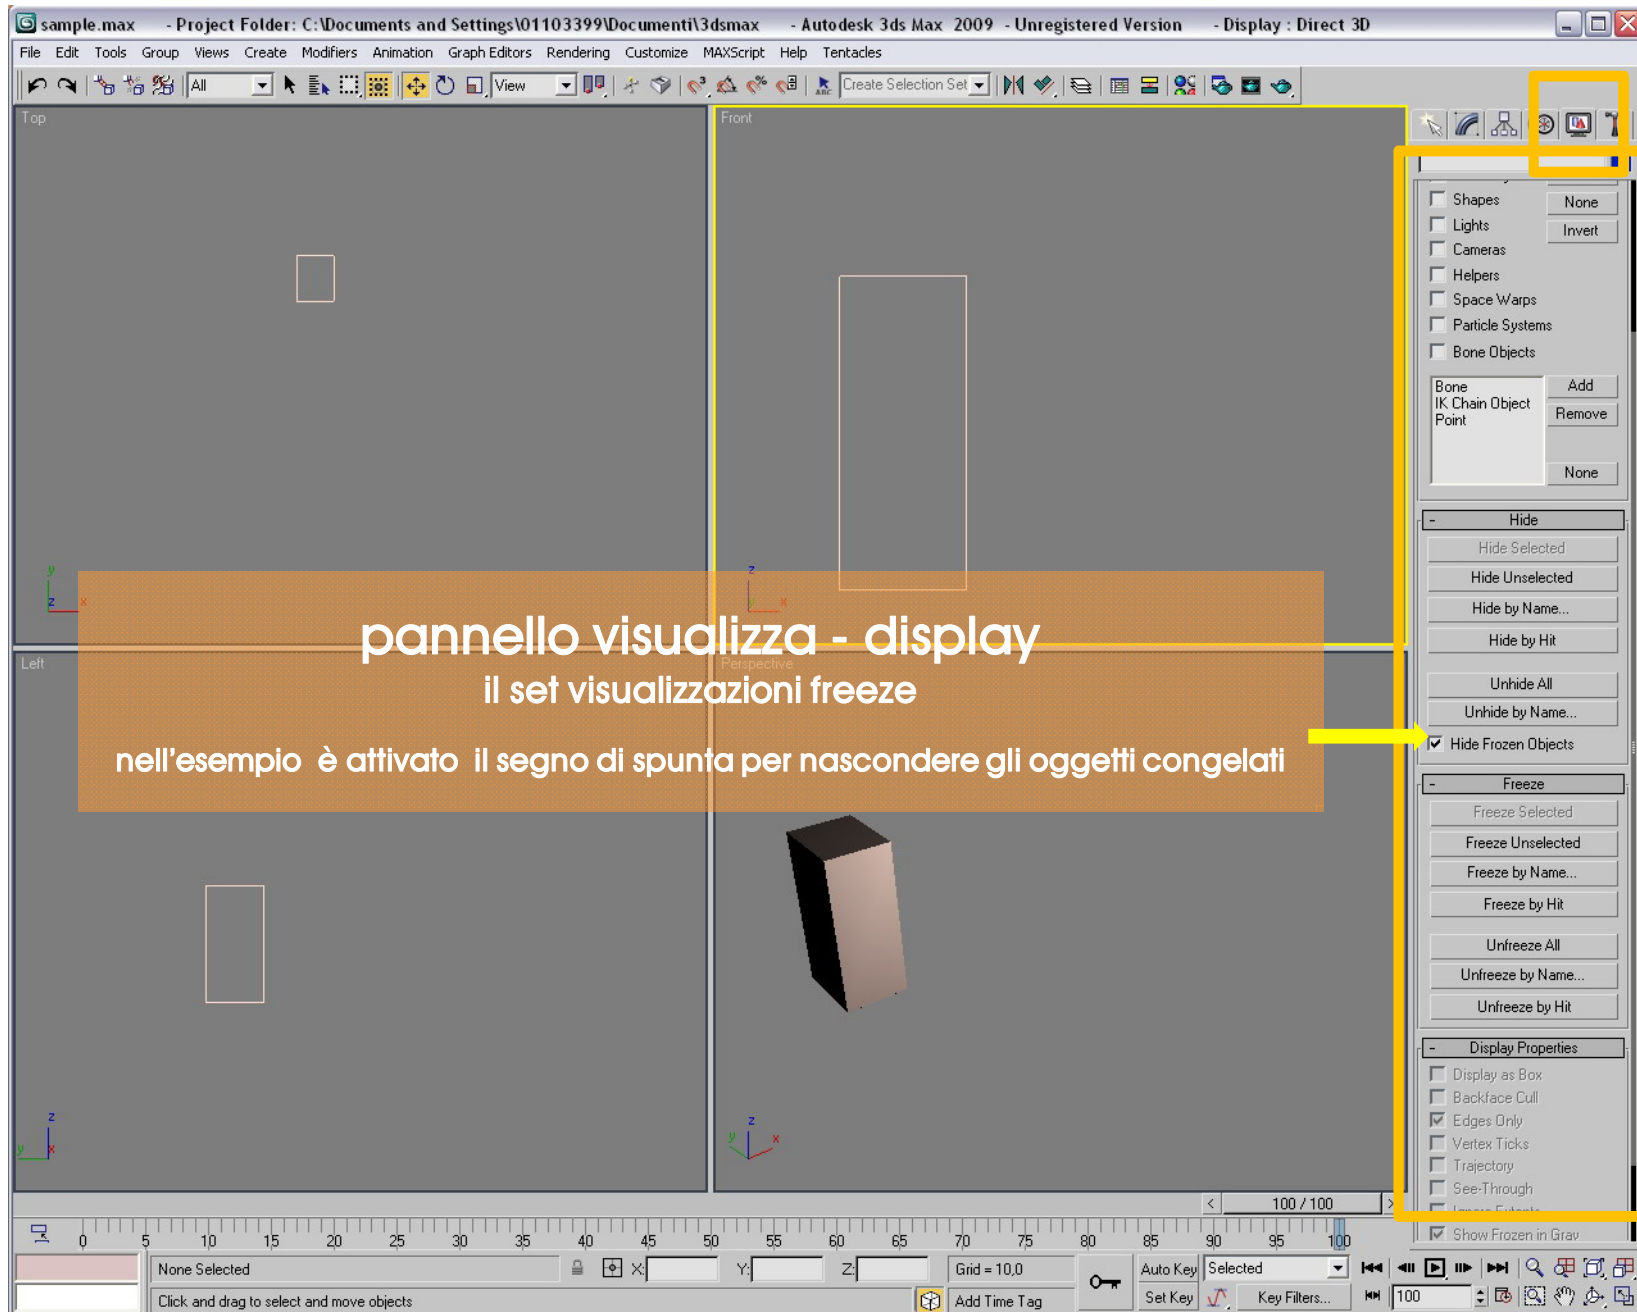 sample.max - Project Folder: C:\Documents and Settings\01103399\Documenti\3dsmax - Autodesk 3ds Max 2009 - Unregistered Version - Display : Direct 3D
File Edit Tools Group Views Create Modifiers Animation Graph Editors Rendering Customize MAXScript Help Tentacles
All View Create Selection Set
Top
Front
Shapes None
Lights Invert
Cameras
Helpers
Space Warps
Particle Systems
Bone Objects
Bone Add
IK Chain Object
Point Remove
None
- Hide
Hide Selected
Hide Unselected
Hide by Name...
Hide by Hit
Unhide All
Unhide by Name...
Hide Frozen Objects
- Freeze
Freeze Selected
Freeze Unselected
Freeze by Name...
Freeze by Hit
Unfreeze All
Unfreeze by Name...
Unfreeze by Hit
- Display Properties
Display as Box
Backface Cull
Edges Only
Vertex Ticks
Trajectory
See-Through
Show Frozen in Gray
y
z x
z
y x
pannello visualizza - display
il set visualizzazioni freeze
nell'esempio è attivato il segno di spunta per nascondere gli oggetti congelati
Left
Perspective
z
y x
z
y x
< 100 / 100 >
0 5 10 15 20 25 30 35 40 45 50 55 60 65 70 75 80 85 90 95 100
None Selected X: Y: Z: Grid = 10,0 Auto Key Selected
Click and drag to select and move objects Add Time Tag Set Key Key Filters... 100